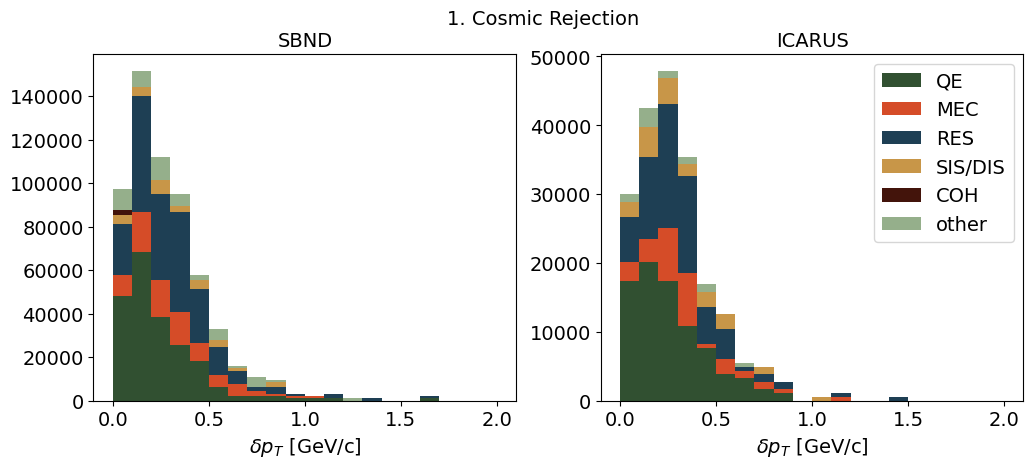 1. Cosmic Rejection
SBND
140000
120000
100000
80000
60000
40000
20000
0
0.0 0.5 1.0 1.5 2.0
δp_T [GeV/c]
ICARUS
50000
40000
30000
20000
10000
0
0.0 0.5 1.0 1.5 2.0
δp_T [GeV/c]
QE
MEC
RES
SIS/DIS
COH
other